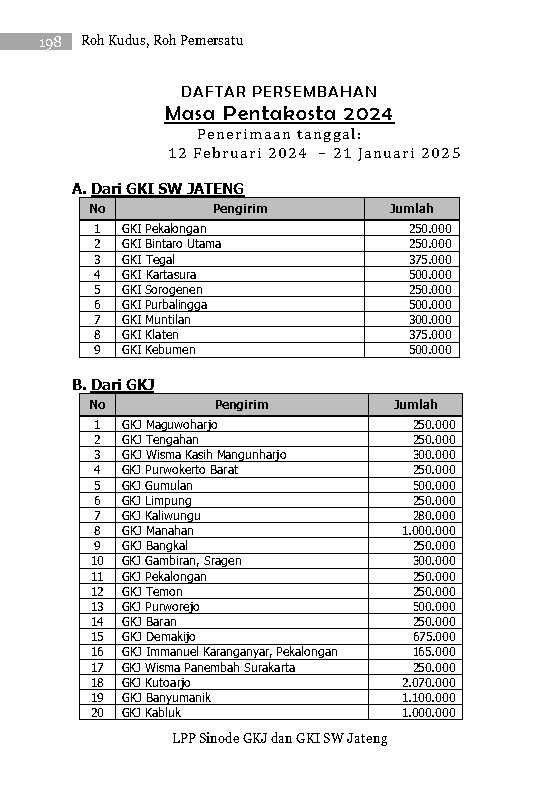 198 Roh Kudus, Roh Pemersatu
DAFTAR PERSEMBAHAN
Masa Pentakosta 2024
Penerimaan tanggal:
12 Februari 2024 – 21 Januari 2025
A. Dari GKI SW JATENG
No Pengirim Jumlah
1 GKI Pekalongan 250.000
2 GKI Bintaro Utama 250.000
3 GKI Tegal 375.000
4 GKI Kartasura 500.000
5 GKI Sorogenen 250.000
6 GKI Purbalingga 500.000
7 GKI Muntilan 300.000
8 GKI Klaten 375.000
9 GKI Kebumen 500.000
B. Dari GKJ
No Pengirim Jumlah
1 GKJ Maguwoharjo 250.000
2 GKJ Tengahan 250.000
3 GKJ Wisma Kasih Mangunharjo 300.000
4 GKJ Purwokerto Barat 250.000
5 GKJ Gumulan 500.000
6 GKJ Limpung 250.000
7 GKJ Kaliwungu 280.000
8 GKJ Manahan 1.000.000
9 GKJ Bangkal 250.000
10 GKJ Gambiran, Sragen 300.000
11 GKJ Pekalongan 250.000
12 GKJ Temon 250.000
13 GKJ Purworejo 500.000
14 GKJ Baran 250.000
15 GKJ Demakijo 675.000
16 GKJ Immanuel Karanganyar, Pekalongan 165.000
17 GKJ Wisma Panembah Surakarta 250.000
18 GKJ Kutoarjo 2.070.000
19 GKJ Banyumanik 1.100.000
20 GKJ Kabluk 1.000.000
LPP Sinode GKJ dan GKI SW Jateng